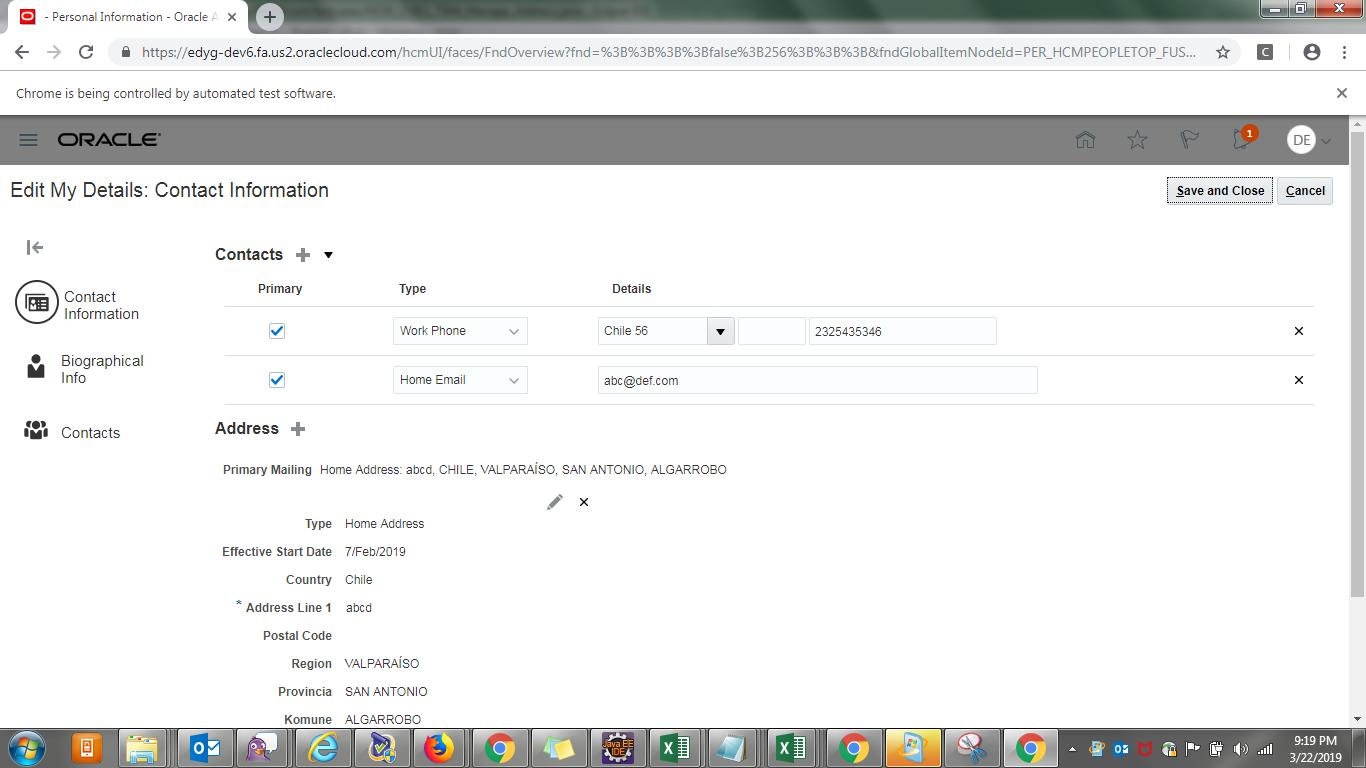 - Personal Information - Oracle A
https://edyg-dev6.fa.us2.oraclecloud.com/hcmUI/faces/FndOverview?fnd=%3B%3B%3B%3Bfalse%3B256%3B%3B%3B&fndGlobalItemNodeId=PER_HCMPEOPLETOP_FUS...
C
Chrome is being controlled by automated test software.
ORACLE
1
DE
Edit My Details: Contact Information
Save and Close
Cancel
Contact Information
Biographical Info
Contacts
Contacts
Primary Type Details
Work Phone Chile 56 2325435346
Home Email abc@def.com
Address
Primary Mailing Home Address: abcd, CHILE, VALPARAÍSO, SAN ANTONIO, ALGARROBO
Type Home Address
Effective Start Date 7/Feb/2019
Country Chile
* Address Line 1 abcd
Postal Code
Region VALPARAÍSO
Provincia SAN ANTONIO
Komune ALGARROBO
Java EE IDE
9:19 PM
3/22/2019